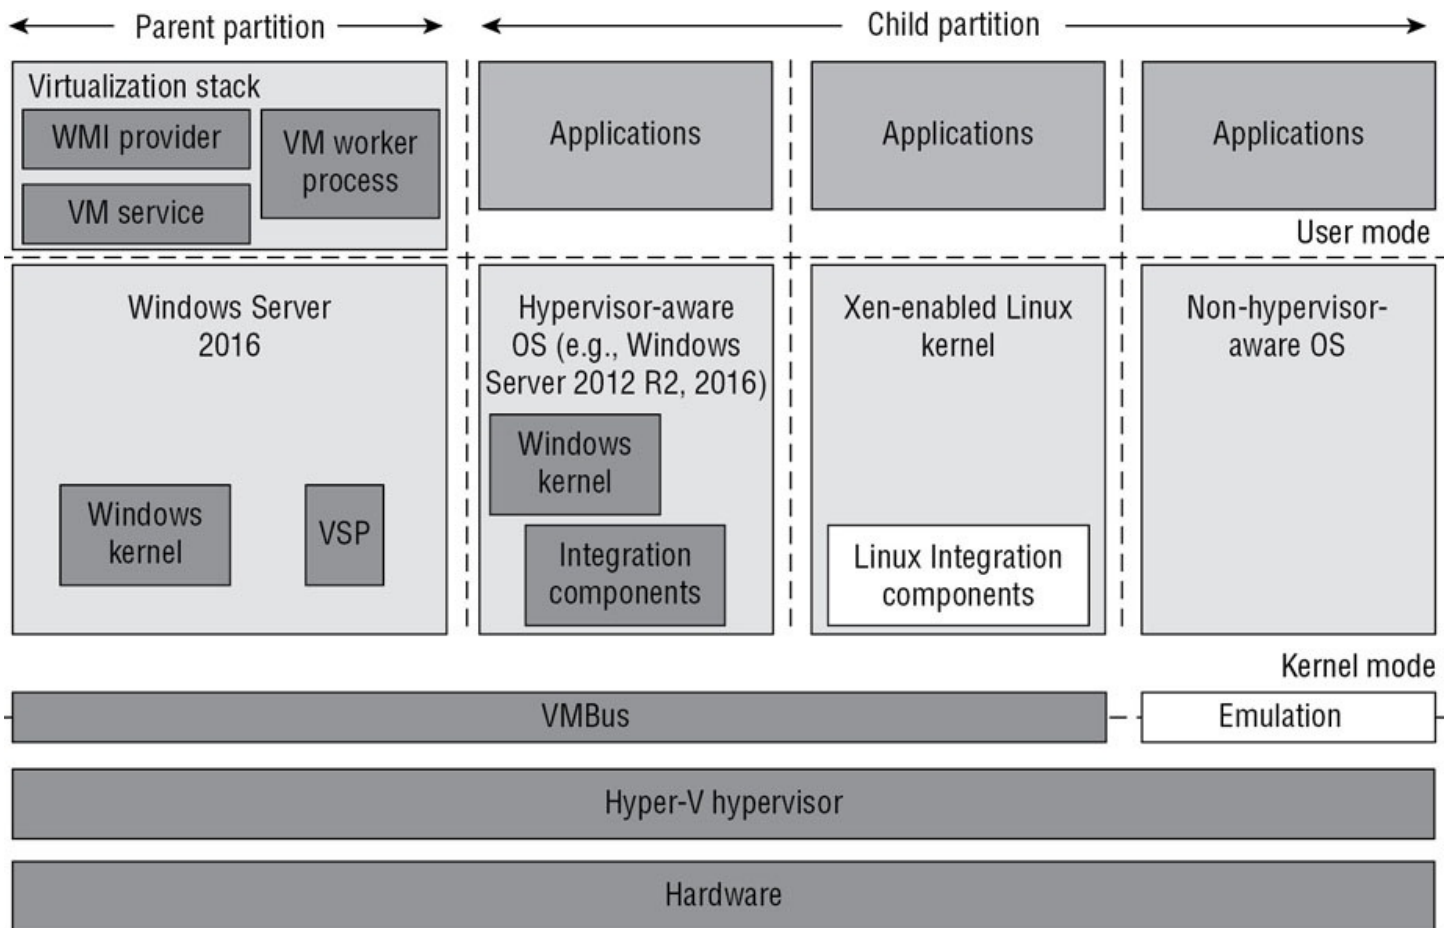 Parent partition
Child partition
Virtualization stack
WMI provider
VM worker
process
VM service
Applications
Applications
Applications
User mode
Windows Server
2016
Windows
kernel
VSP
Hypervisor-aware
OS (e.g., Windows
Server 2012 R2, 2016)
Windows
kernel
Integration
components
Xen-enabled Linux
kernel
Linux Integration
components
Non-hypervisor-
aware OS
Kernel mode
VMBus
Emulation
Hyper-V hypervisor
Hardware